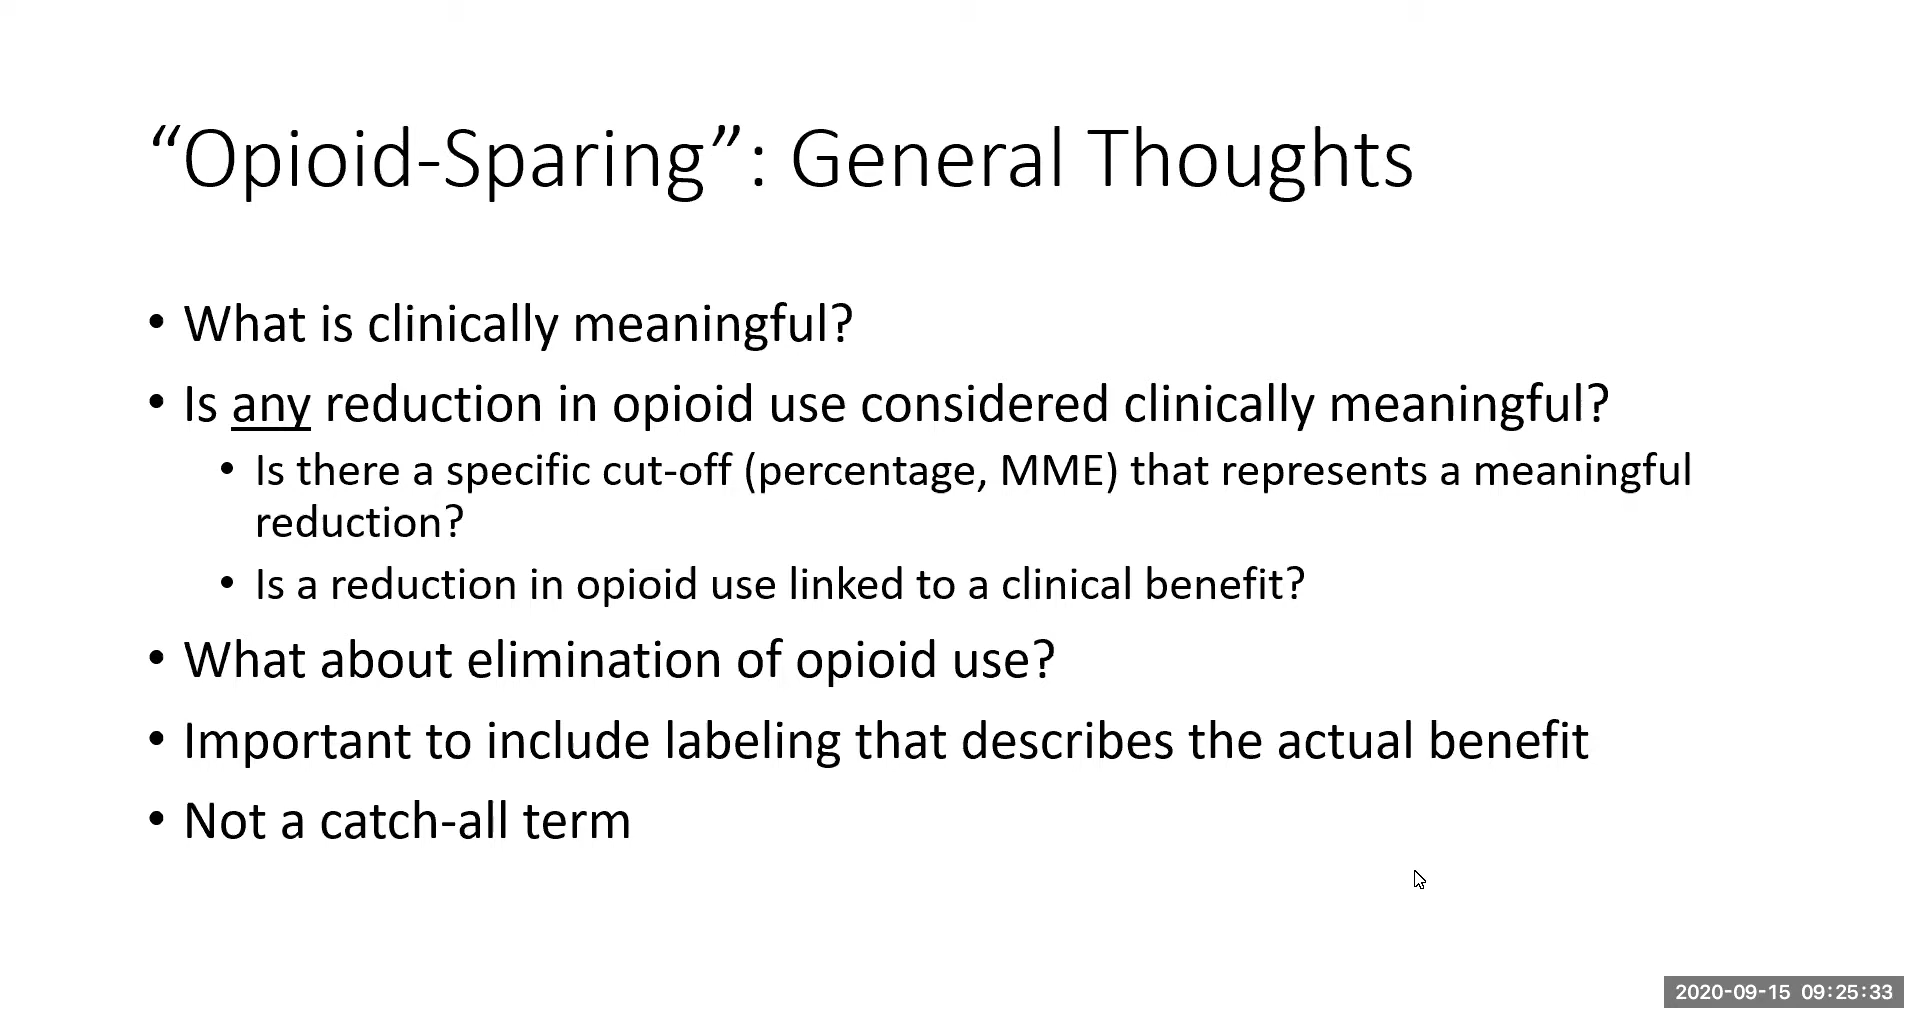 “Opioid-Sparing”: General Thoughts
• What is clinically meaningful?
• Is any reduction in opioid use considered clinically meaningful?
• Is there a specific cut-off (percentage, MME) that represents a meaningful
reduction?
• Is a reduction in opioid use linked to a clinical benefit?
• What about elimination of opioid use?
• Important to include labeling that describes the actual benefit
• Not a catch-all term
2020-09-15 09:25:33